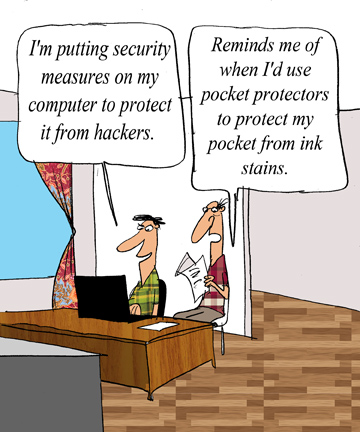 I'm putting security
measures on my
computer to protect
it from hackers.
Reminds me of
when I'd use
pocket protectors
to protect my
pocket from ink
stains.